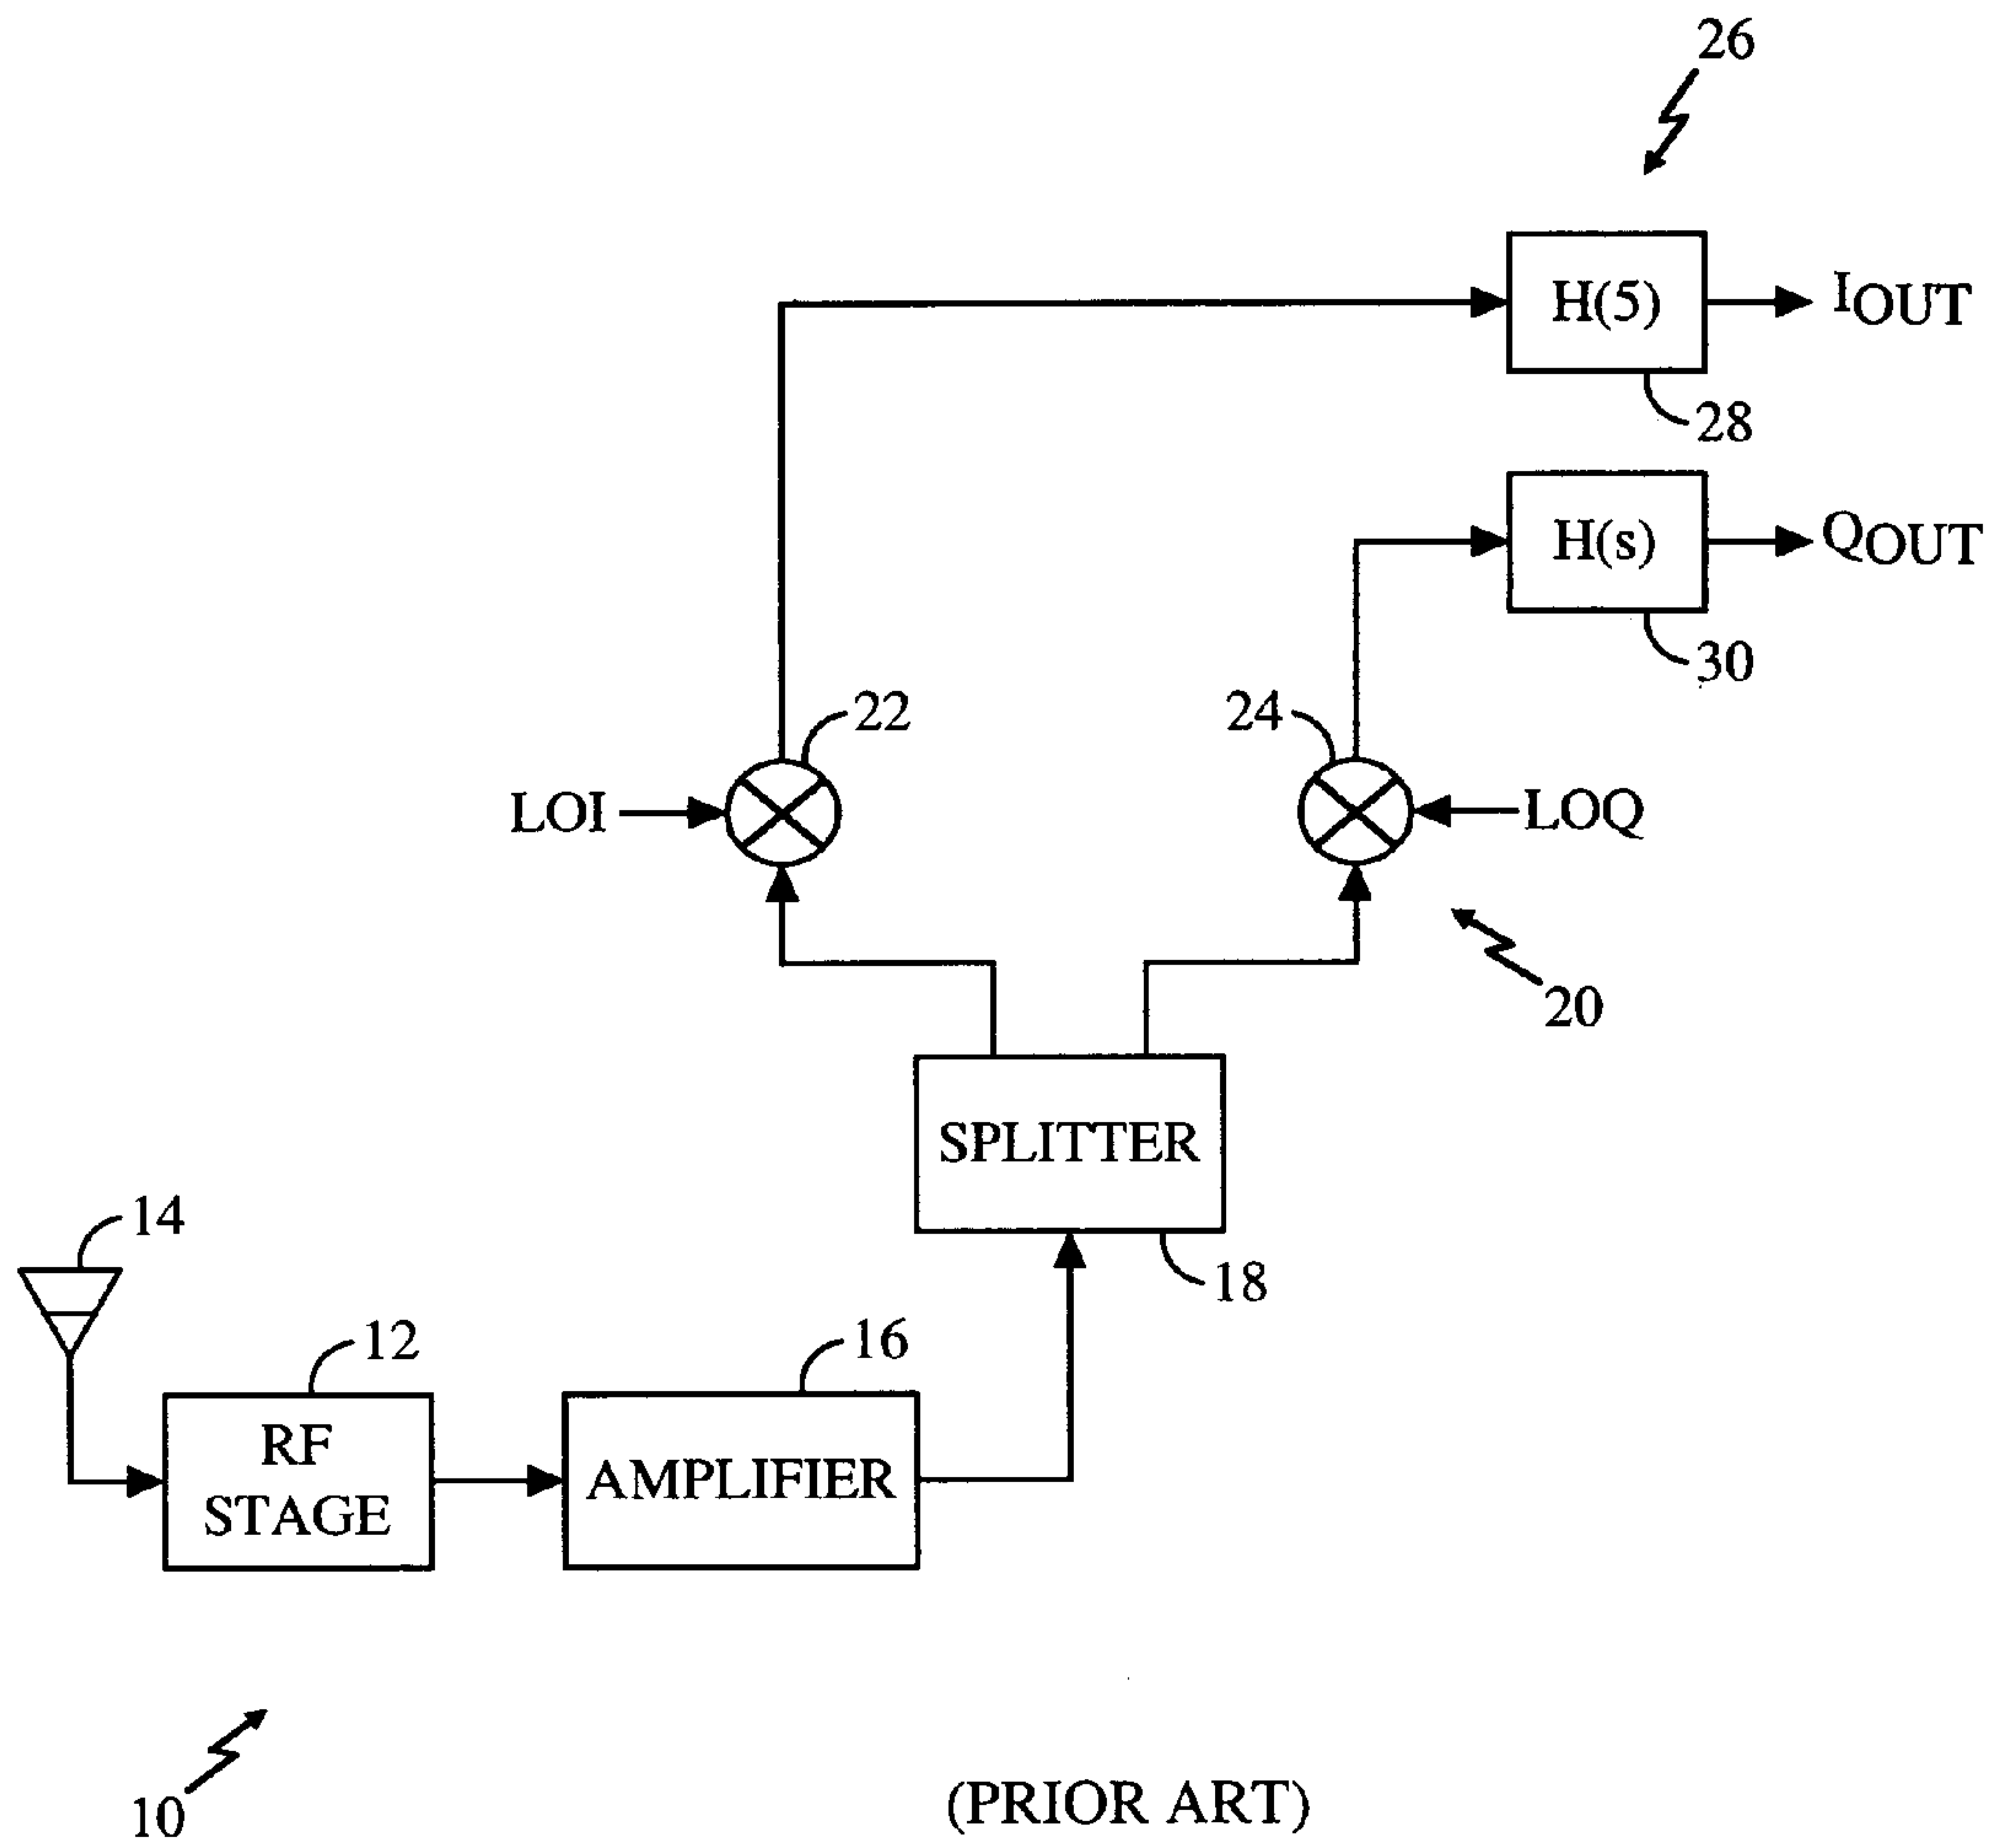 26
H(5)
IOUT
28
H(s)
QOUT
30
22
24
LOI
LOQ
20
SPLITTER
14
18
12
16
RF
STAGE
AMPLIFIER
10
(PRIOR ART)